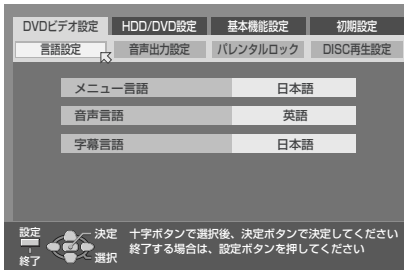 DVDビデオ設定 HDD/DVD設定 基本機能設定 初期設定
言語設定 音声出力設定 パレンタルロック DISC再生設定
メニュー言語 日本語
音声言語 英語
字幕言語 日本語
設定 決定 十字ボタンで選択後、決定ボタンで決定してください
終了 選択 終了する場合は、設定ボタンを押してください